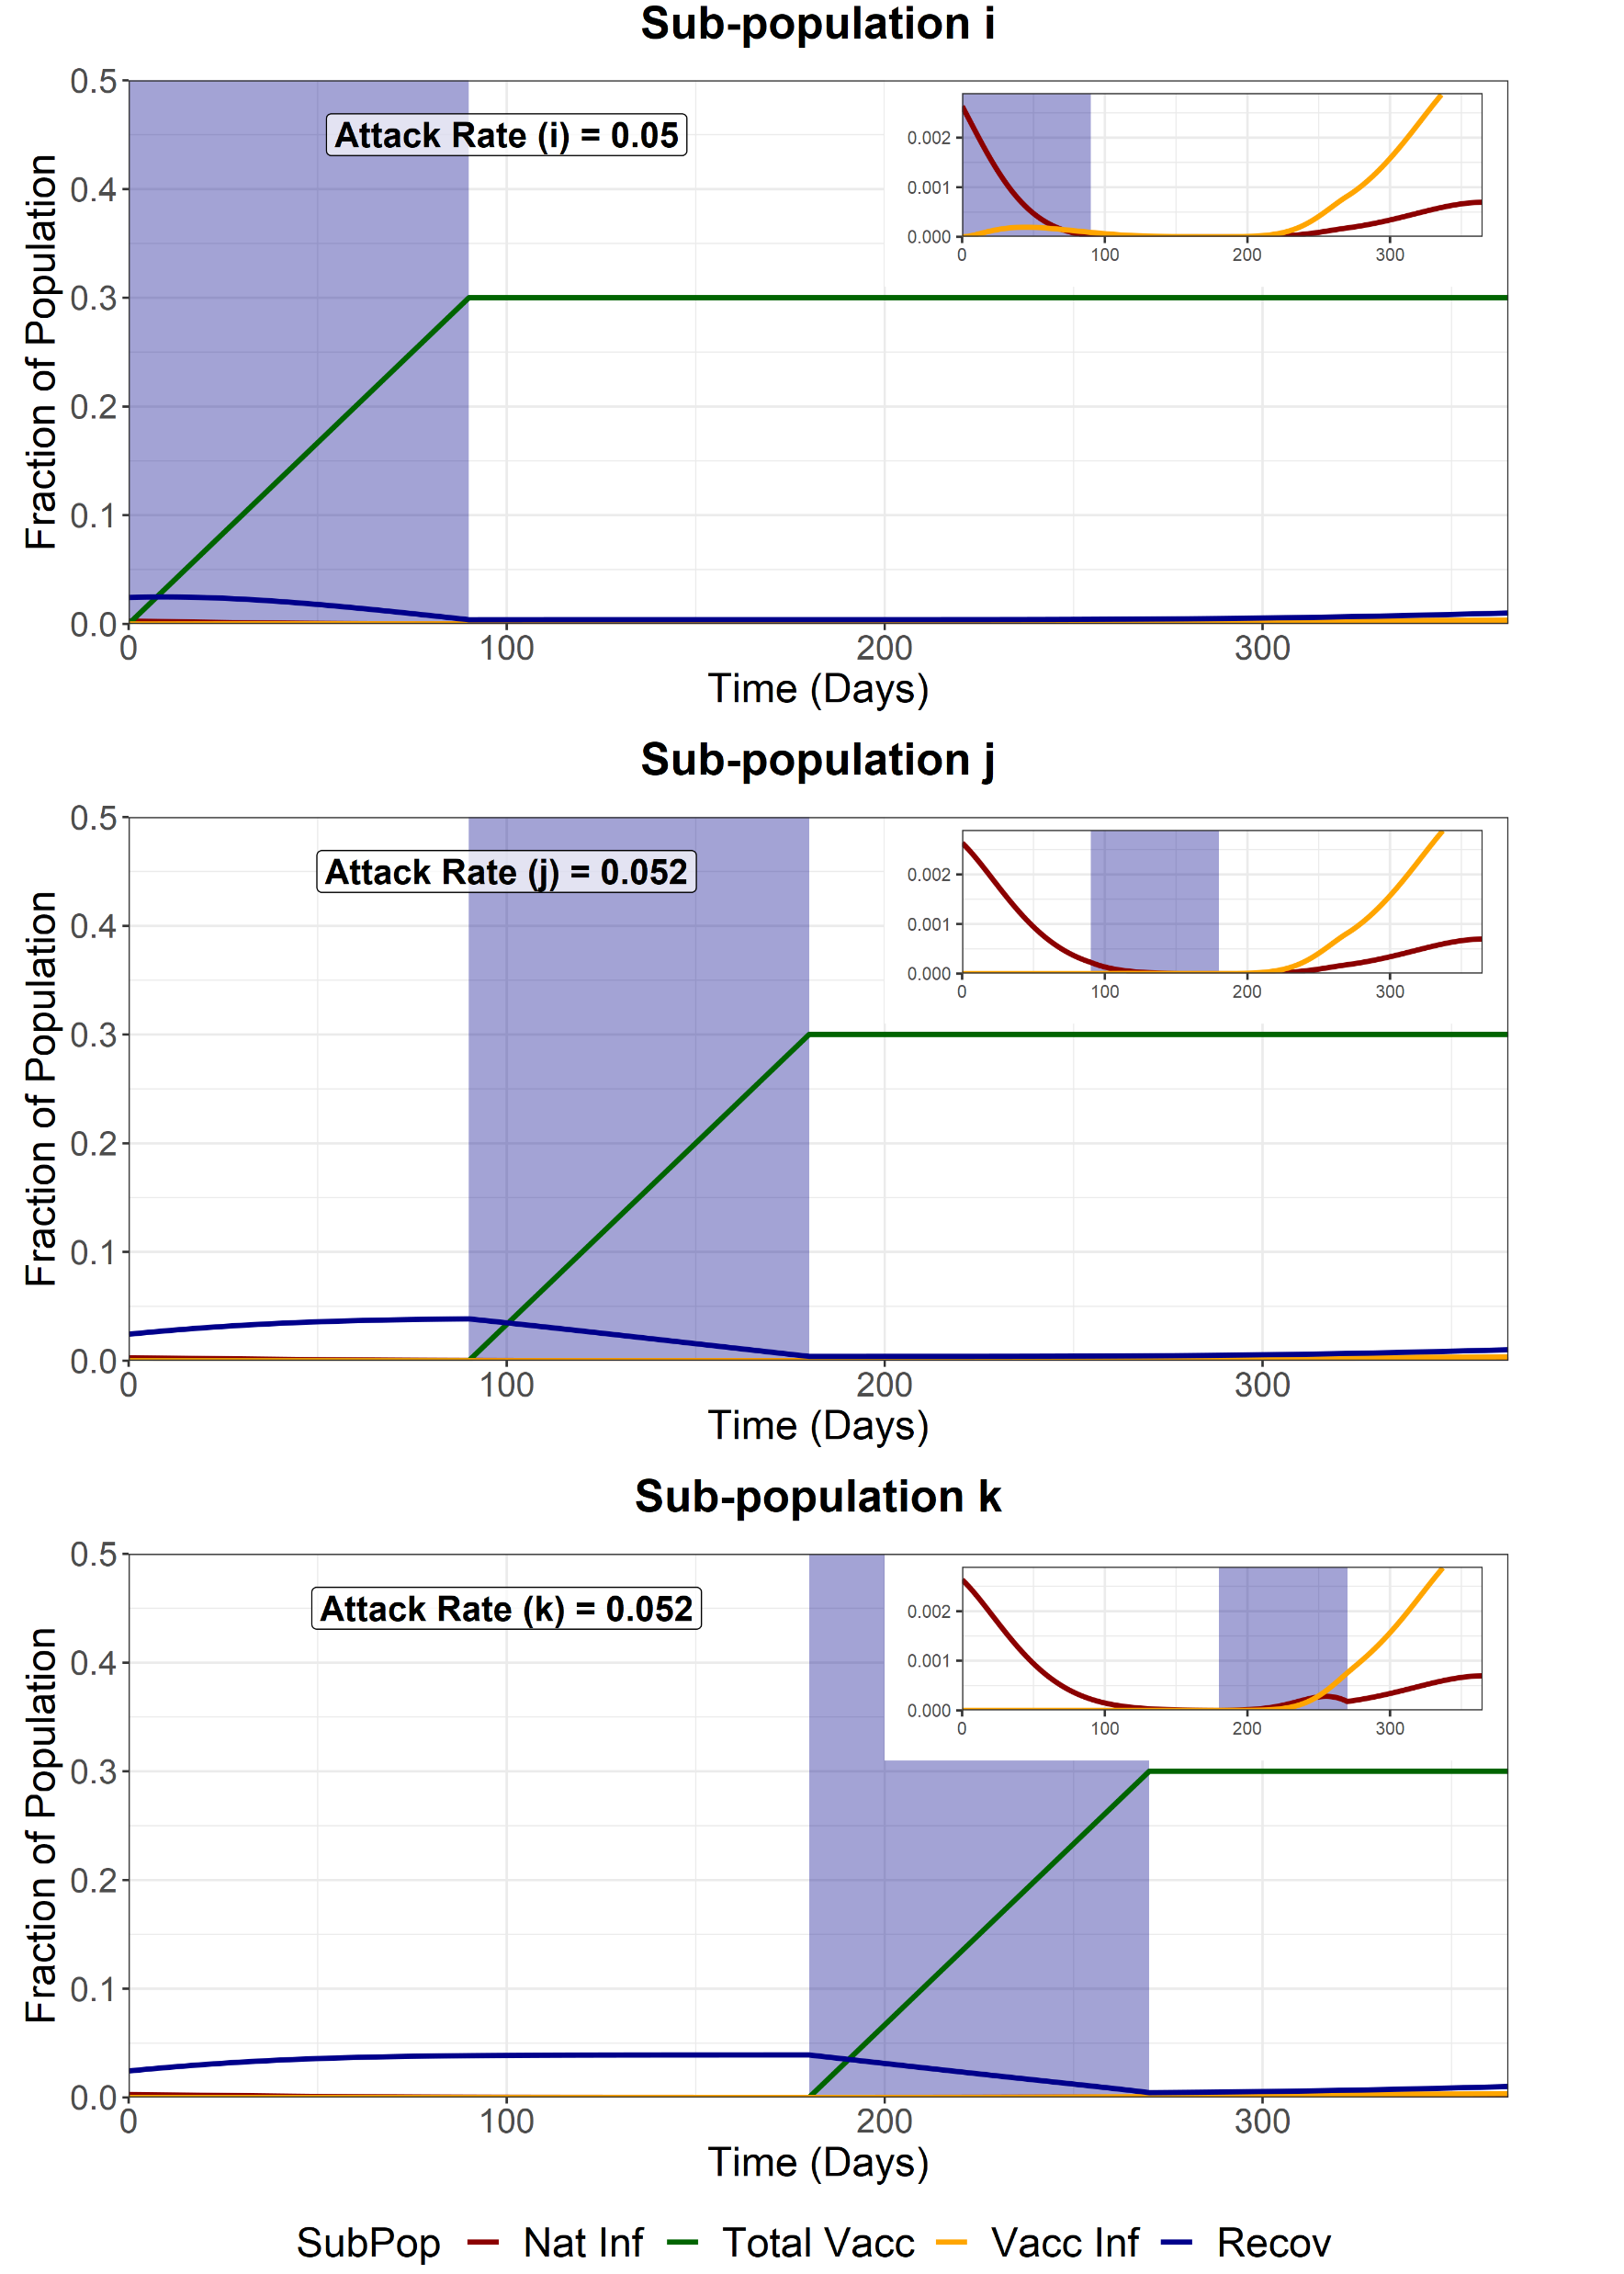 Sub-population i
Fraction of Population
0.5
0.4
0.3
0.2
0.1
0.0
Attack Rate (i) = 0.05
0.002
0.001
0.000
0 100 200 300
0 100 200 300
Time (Days)
Sub-population j
Fraction of Population
0.5
0.4
0.3
0.2
0.1
0.0
Attack Rate (j) = 0.052
0.002
0.001
0.000
0 100 200 300
0 100 200 300
Time (Days)
Sub-population k
Fraction of Population
0.5
0.4
0.3
0.2
0.1
0.0
Attack Rate (k) = 0.052
0.002
0.001
0.000
0 100 200 300
0 100 200 300
Time (Days)
SubPop Nat Inf Total Vacc Vacc Inf Recov